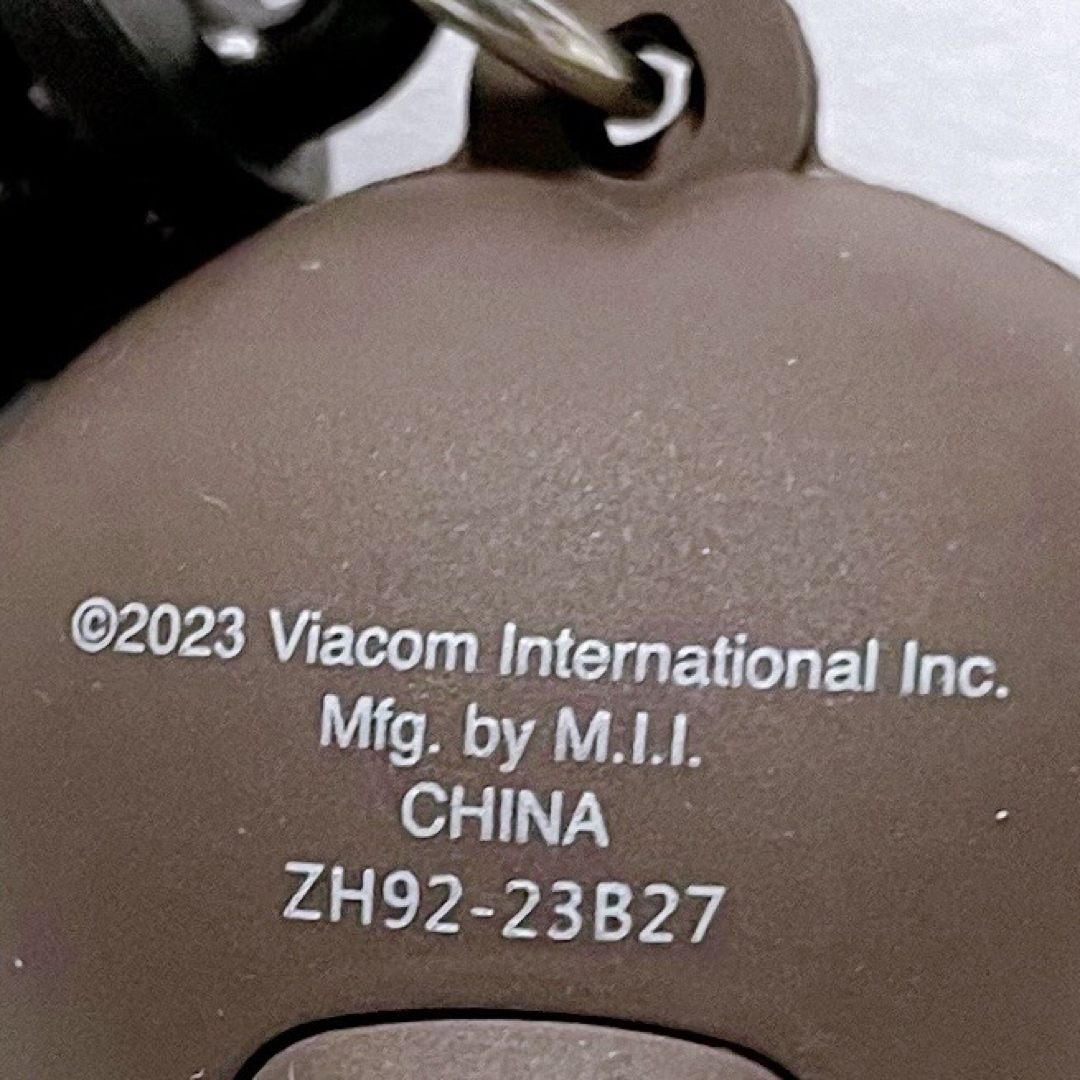 ©2023 Viacom International Inc.
Mfg. by M.I.I.
CHINA
ZH92-23B27